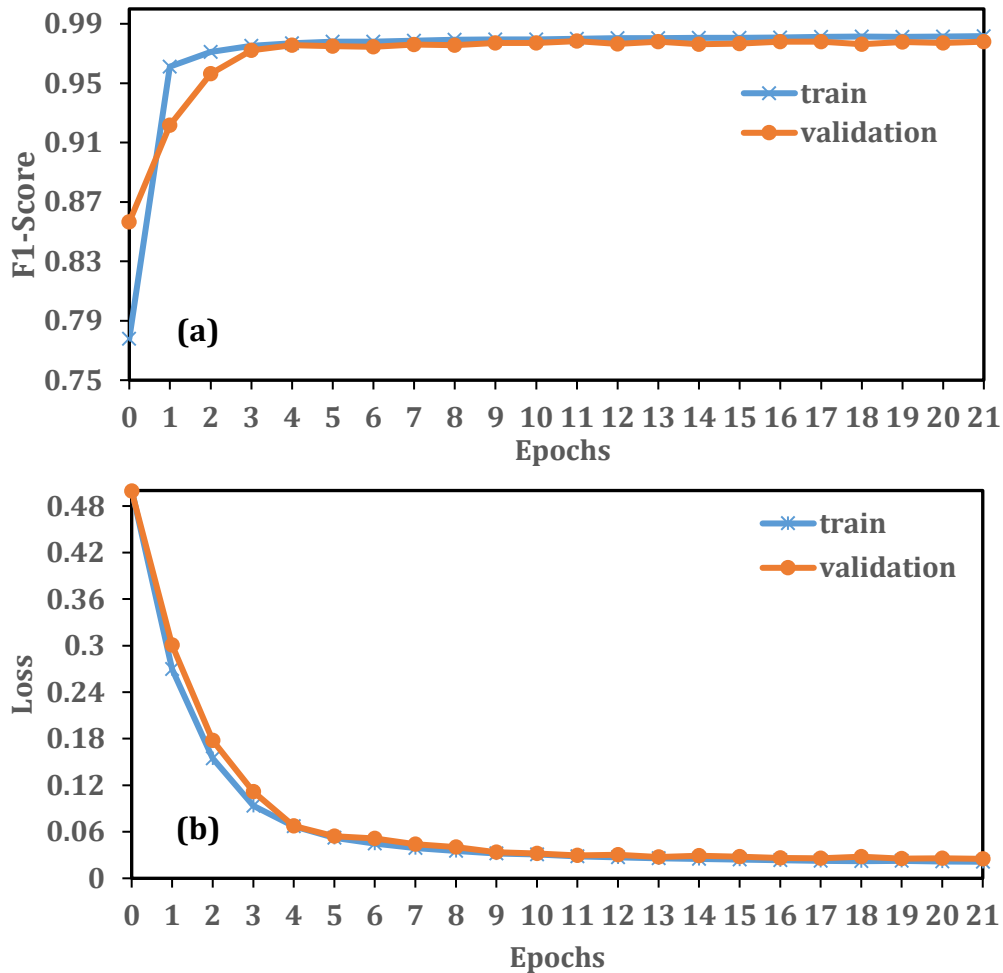 0.99
0.95
0.91
0.87
0.83
0.79
0.75
F1-Score
train
validation
(a)
0 1 2 3 4 5 6 7 8 9 10 11 12 13 14 15 16 17 18 19 20 21
Epochs
0.48
0.42
0.36
0.3
0.24
0.18
0.12
0.06
0
Loss
train
validation
(b)
0 1 2 3 4 5 6 7 8 9 10 11 12 13 14 15 16 17 18 19 20 21
Epochs